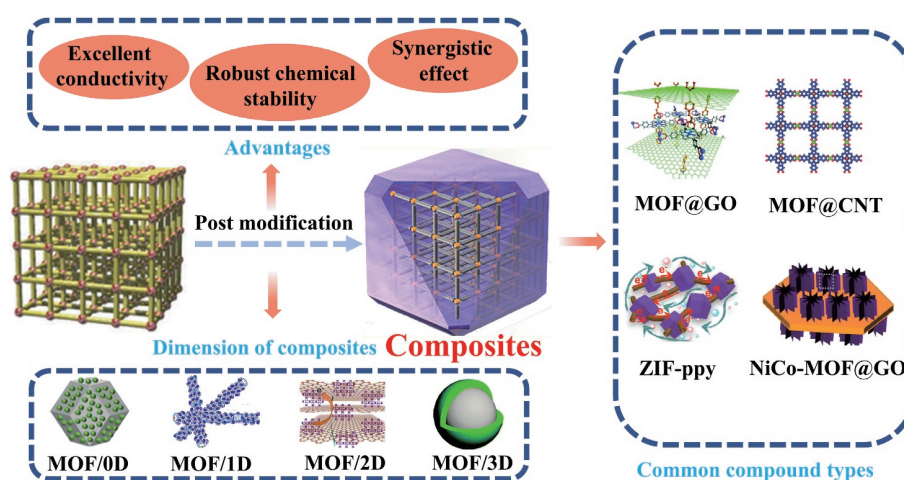 Excellent
conductivity
Robust chemical
stability
Synergistic
effect
Advantages
Post modification
Dimension of composites
Composites
MOF/0D
MOF/1D
MOF/2D
MOF/3D
MOF@GO
MOF@CNT
e⁻
e⁻
e⁻
e⁻
e⁻
ZIF-ppy
NiCo-MOF@GO
Common compound types